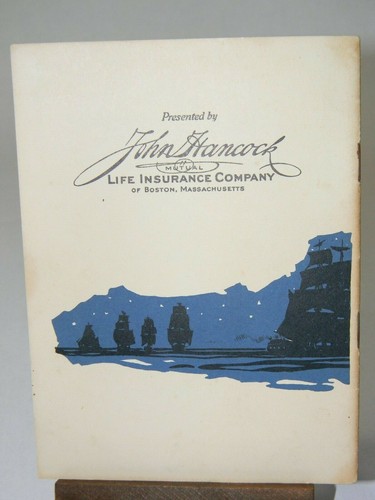 Presented by
John Hancock
MUTUAL
LIFE INSURANCE COMPANY
OF BOSTON, MASSACHUSETTS